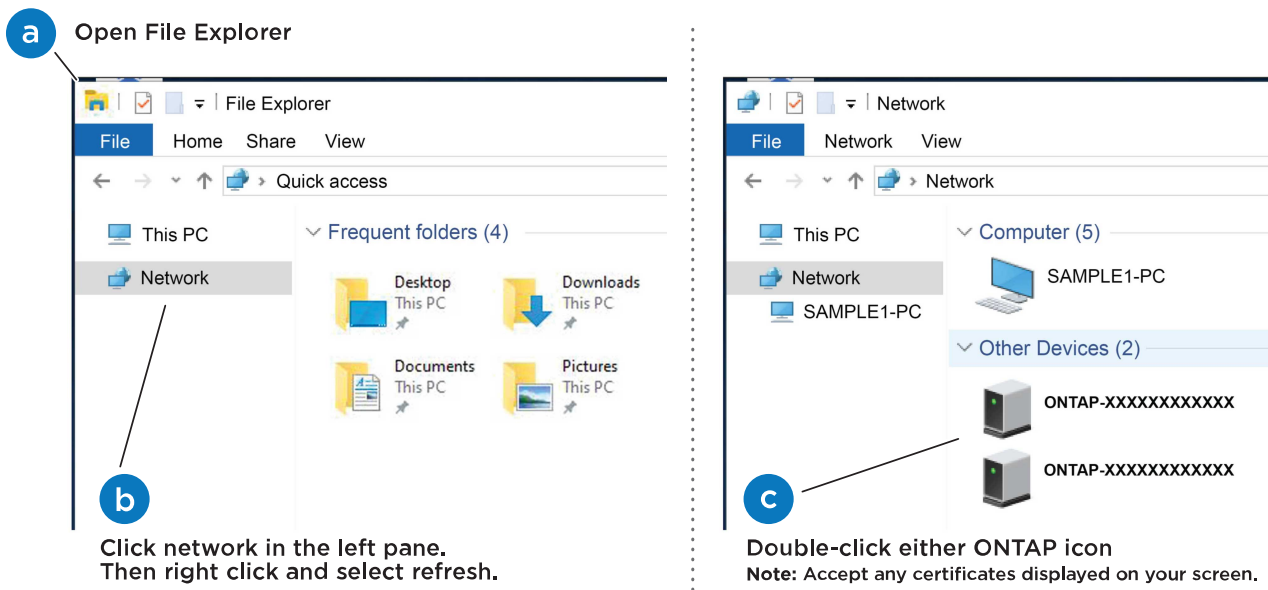 a
Open File Explorer
File Explorer
File Home Share View
Quick access
This PC
Network
Frequent folders (4)
Desktop
This PC
Downloads
This PC
Documents
This PC
Pictures
This PC
b
Click network in the left pane.
Then right click and select refresh.
Network
File Network View
Network
This PC
Network
SAMPLE1-PC
Computer (5)
SAMPLE1-PC
Other Devices (2)
ONTAP-XXXXXXXXXXXX
ONTAP-XXXXXXXXXXXX
c
Double-click either ONTAP icon
Note: Accept any certificates displayed on your screen.